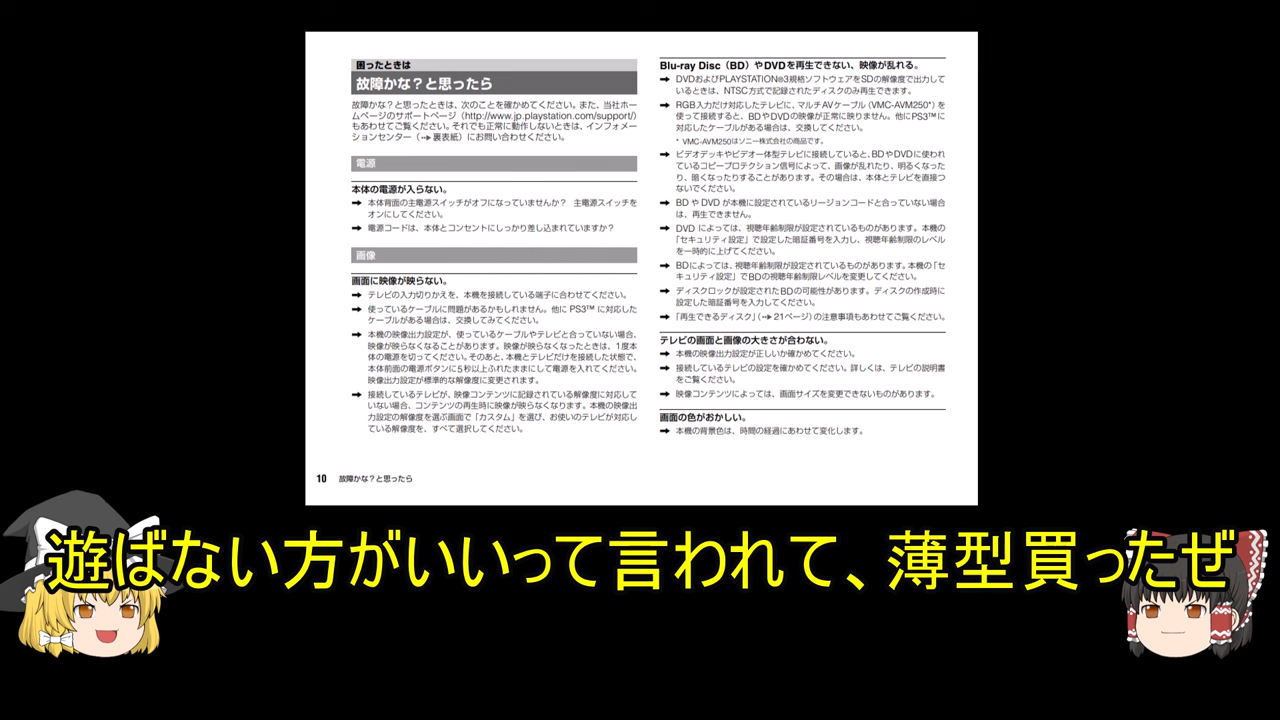 困ったときは
故障かな？と思ったら
故障かな？と思ったときは、次のことを確かめてください。また、当社ホー
ムページのサポートページ（http://www.jp.playstation.com/support/）
もあわせてご覧ください。それでも正常に動作しないときは、インフォメー
ションセンター（裏表紙）にお問い合わせください。
電源
本体の電源が入らない。
➡ 本体背面の主電源スイッチがオフになっていませんか？ 主電源スイッチを
オンにしてください。
➡ 電源コードは、本体とコンセントにしっかり差し込まれていますか？
画像
画面に映像が映らない。
➡ テレビの入力切りかえを、本機を接続している端子に合わせてください。
➡ 使っているケーブルに問題があるかもしれません。他に PS3™ に対応した
ケーブルがある場合は、交換してみてください。
➡ 本機の映像出力設定が、使っているケーブルやテレビと合っていない場合、
映像が映らなくなることがあります。映像が映らなくなったときは、1度本
体の電源を切ってください。そのあと、本機とテレビだけを接続した状態で、
本体前面の電源ボタンに5秒以上ふれたままにして電源を入れてください。
映像出力設定が標準的な解像度に変更されます。
➡ 接続しているテレビが、映像コンテンツに記録されている解像度に対応して
いない場合、コンテンツの再生時に映像が映らなくなります。本機の映像出
力設定の解像度を選ぶ画面で「カスタム」を選び、お使いのテレビが対応し
ている解像度を、すべて選択してください。
10 故障かな？と思ったら
Blu-ray Disc（BD）やDVDを再生できない、映像が乱れる。
➡ DVDおよびPLAYSTATION®3規格ソフトウェアをSDの解像度で出力して
いるときは、NTSC方式で記録されたディスクのみ再生できます。
➡ RGB入力だけ対応したテレビに、マルチAVケーブル（VMC-AVM250*）を
使って接続すると、BDやDVDの映像が正常に映りません。他にPS3™に
対応したケーブルがある場合は、交換してください。
* VMC-AVM250はソニー株式会社の商品です。
➡ ビデオデッキやビデオ一体型テレビに接続していると、BDやDVDに使われ
ているコピープロテクション信号によって、画像が乱れたり、明るくなった
り、暗くなったりすることがあります。その場合は、本体とテレビを直接つ
ないでください。
➡ BD や DVD が本機に設定されているリージョンコードと合っていない場合
は、再生できません。
➡ DVD によっては、視聴年齢制限が設定されているものがあります。本機の
「セキュリティ設定」で設定した暗証番号を入力し、視聴年齢制限のレベル
を一時的に上げてください。
➡ BDによっては、視聴年齢制限が設定されているものがあります。本機の「セ
キュリティ設定」でBDの視聴年齢制限レベルを変更してください。
➡ ディスクロックが設定されたBDの可能性があります。ディスクの作成時に
設定した暗証番号を入力してください。
➡ 「再生できるディスク」（21ページ）の注意事項もあわせてご覧ください。
テレビの画面と画像の大きさが合わない。
➡ 本機の映像出力設定が正しいか確かめてください。
➡ 接続しているテレビの設定を確かめてください。詳しくは、テレビの説明書
をご覧ください。
➡ 映像コンテンツによっては、画面サイズを変更できないものがあります。
画面の色がおかしい。
➡ 本機の背景色は、時間の経過にあわせて変化します。
遊ばない方がいいって言われて、薄型買ったぜ